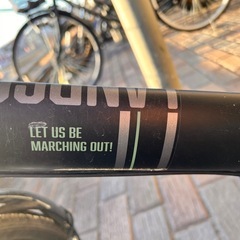 LET US BE
MARCHING OUT!